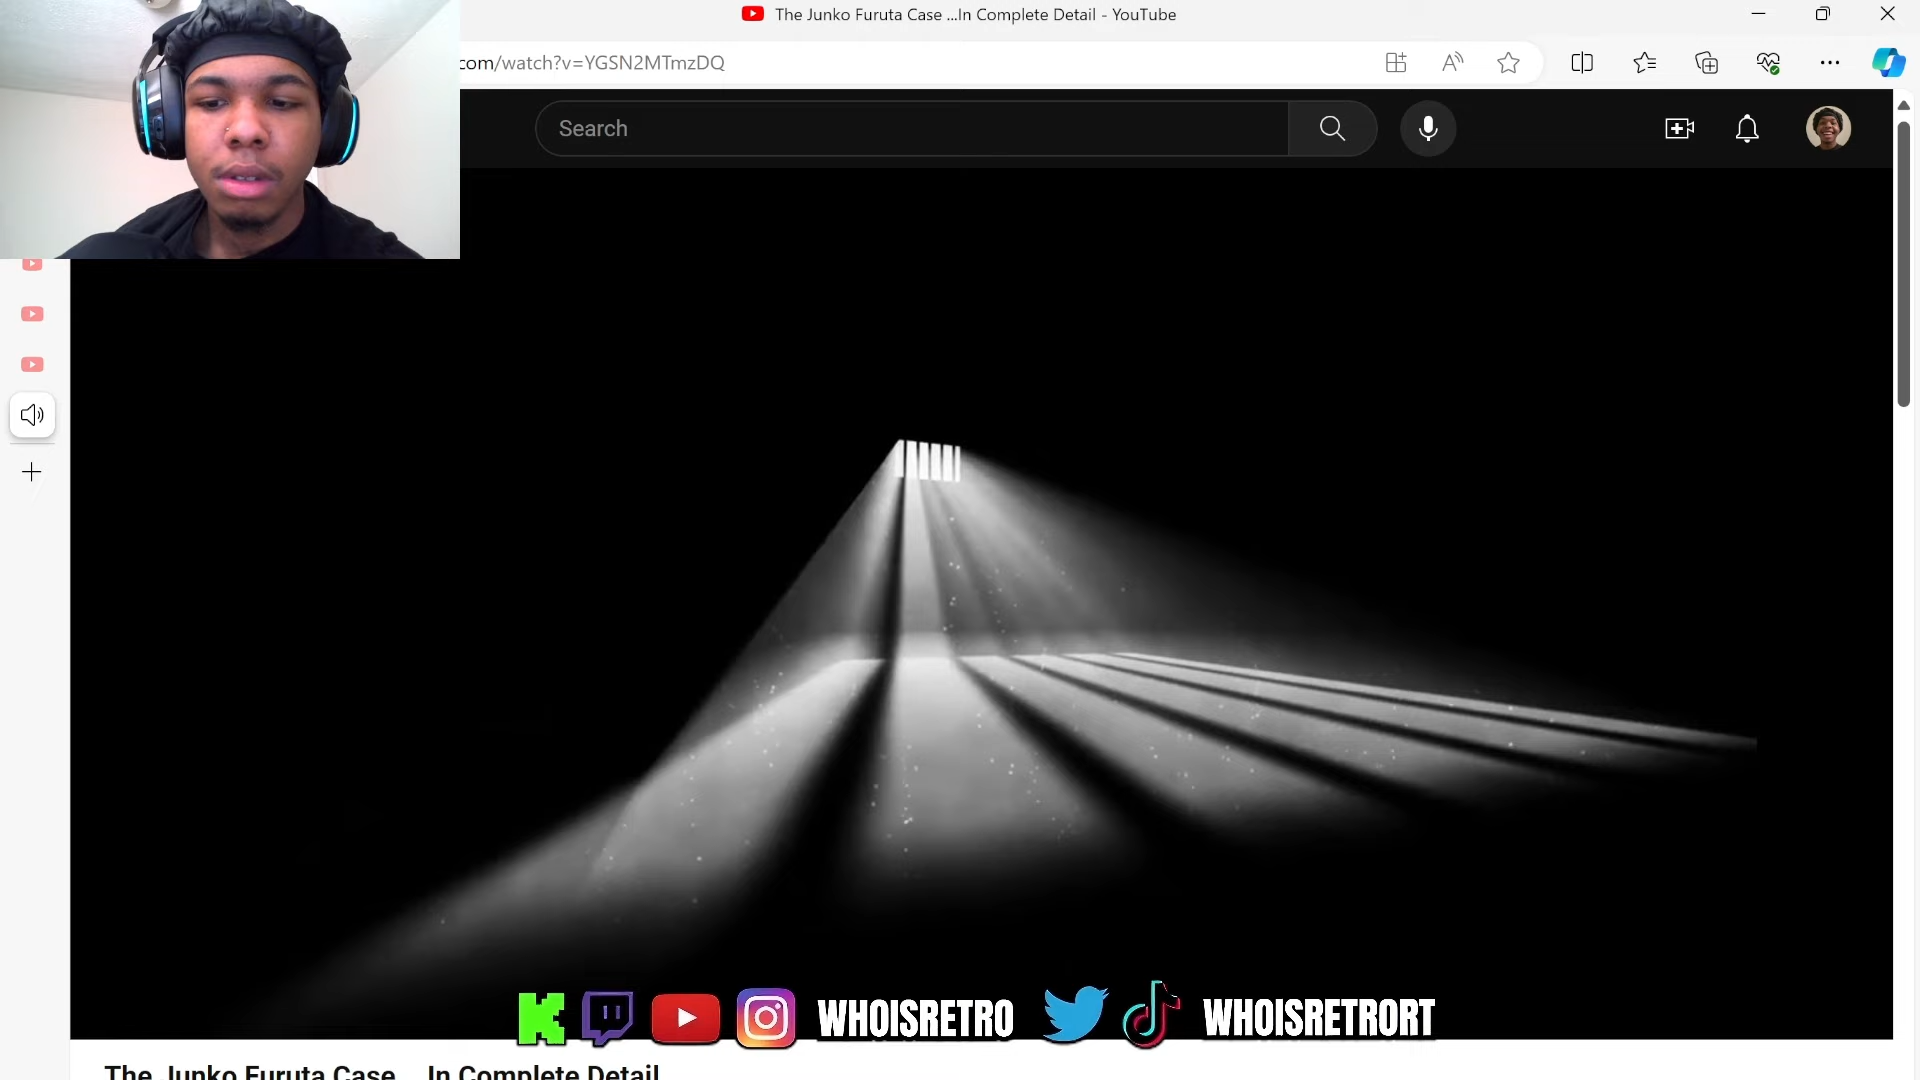 The Junko Furuta Case ...In Complete Detail - YouTube
com/watch?v=YGSN2MTmzDQ
Search
WHOISRETRO
WHOISRETRORT
The Junko Furuta Case ...In Complete Detail